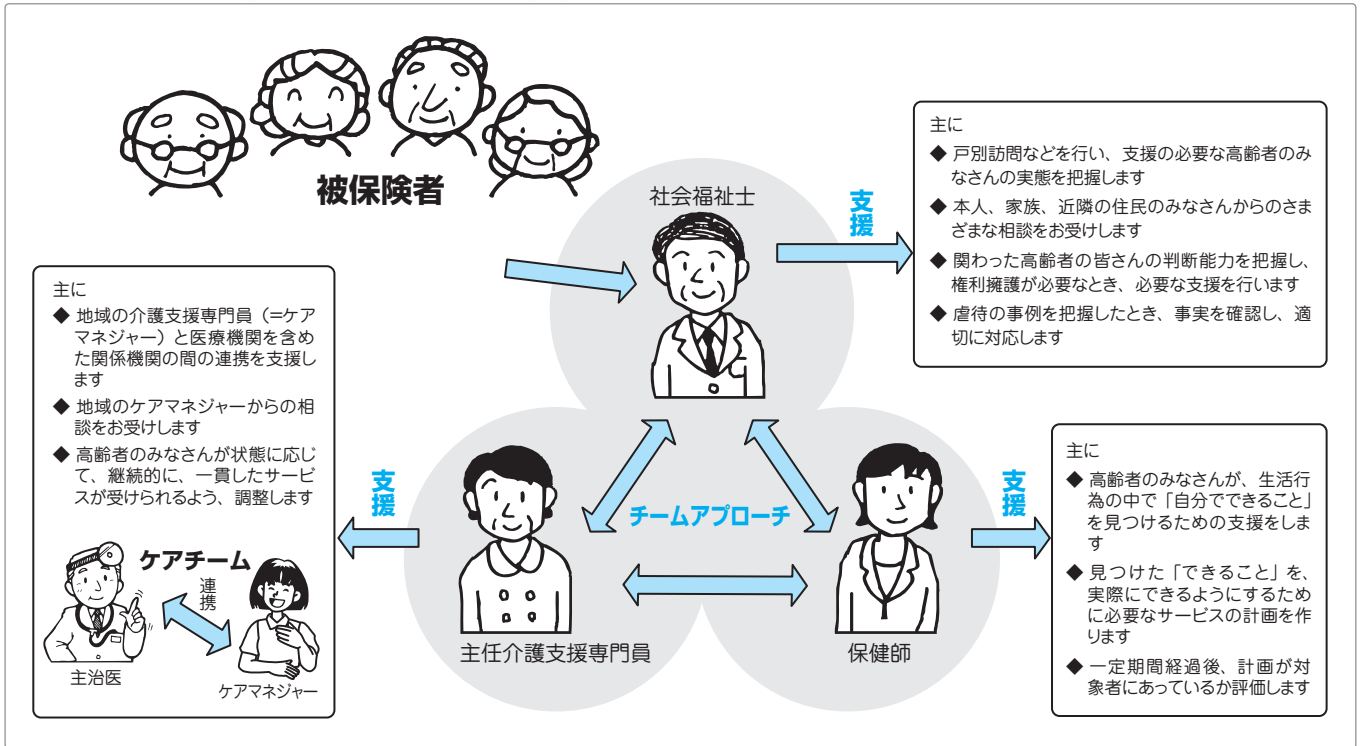 被保険者
社会福祉士
支援
主に
◆ 戸別訪問などを行い、支援の必要な高齢者のみ
なさんの実態を把握します
◆ 本人、家族、近隣の住民のみなさんからのさま
ざまな相談をお受けします
◆ 関わった高齢者の皆さんの判断能力を把握し、
権利擁護が必要なとき、必要な支援を行います
◆ 虐待の事例を把握したとき、事実を確認し、適
切に対応します
主に
◆ 地域の介護支援専門員（=ケア
マネジャー）と医療機関を含め
た関係機関の間の連携を支援し
ます
◆ 地域のケアマネジャーからの相
談をお受けします
◆ 高齢者のみなさんが状態に応じ
て、継続的に、一貫したサービ
スが受けられるよう、調整します
ケアチーム
連携
主治医
ケアマネジャー
支援
チームアプローチ
主任介護支援専門員
保健師
支援
主に
◆ 高齢者のみなさんが、生活行
為の中で「自分でできること」
を見つけるための支援をしま
す
◆ 見つけた「できること」を、
実際にできるようにするため
に必要なサービスの計画を作
ります
◆ 一定期間経過後、計画が対
象者にあっているか評価します